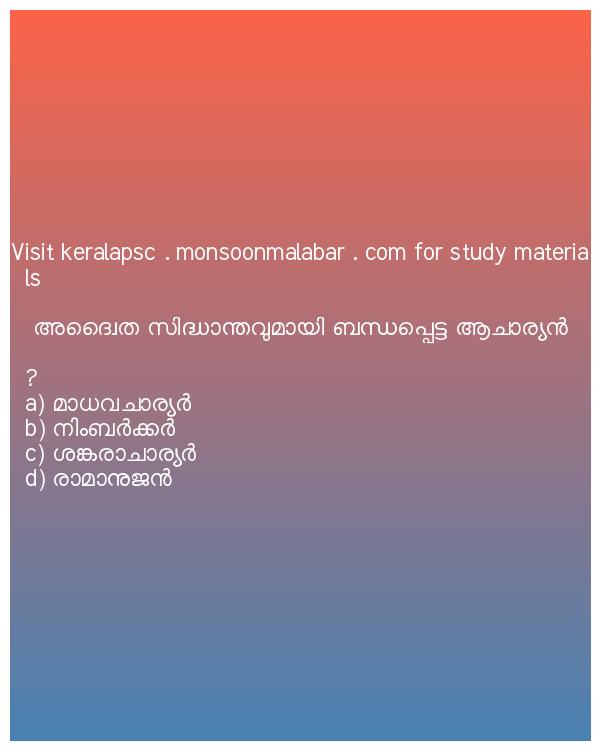 Visit keralapsc . monsoonmalabar . com for study materia
ls
അദ്വൈത സിദ്ധാന്തവുമായി ബന്ധപ്പെട്ട ആചാര്യൻ
?
a) മാധവചാര്യർ
b) നിംബർക്കർ
c) ശങ്കരാചാര്യർ
d) രാമാനുജൻ